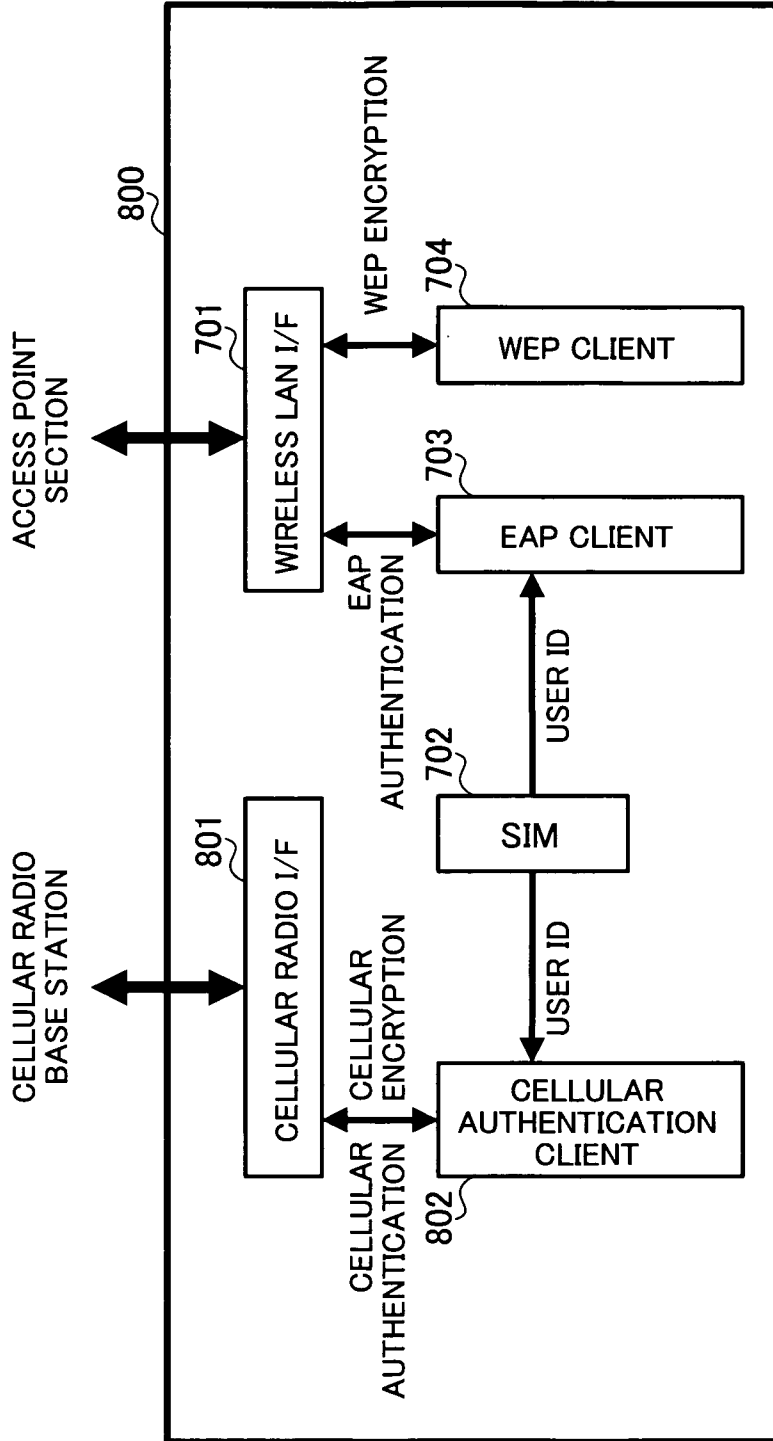 CELLULAR RADIO
BASE STATION
ACCESS POINT
SECTION
800
801
CELLULAR RADIO I/F
701
WIRELESS LAN I/F
CELLULAR
AUTHENTICATION
CELLULAR
ENCRYPTION
EAP
AUTHENTICATION
WEP ENCRYPTION
802
CELLULAR
AUTHENTICATION
CLIENT
USER ID
702
SIM
USER ID
703
EAP CLIENT
704
WEP CLIENT